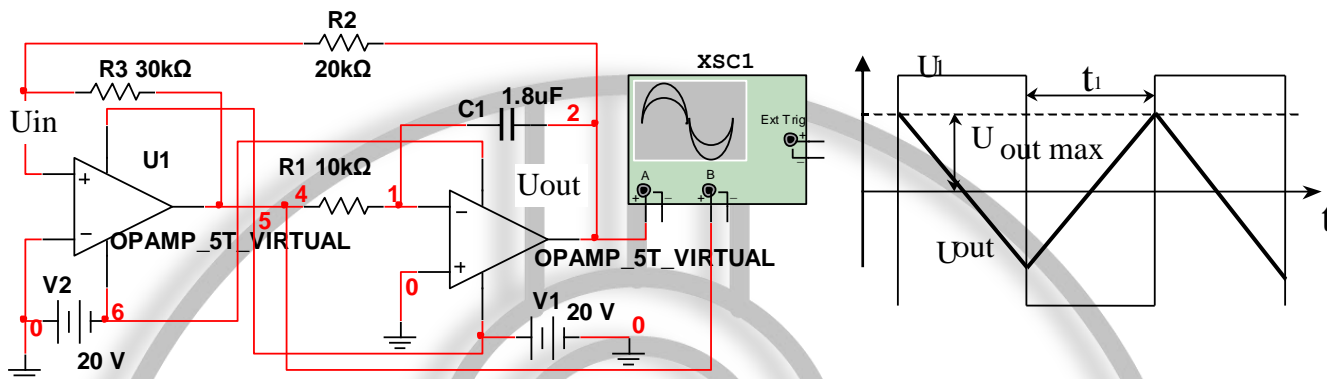 R2
20kΩ
R3 30kΩ
Uin
U1
+
−
V2
0
20 V
6
5
4
R1 10kΩ
1
C1
1.8uF
2
Uout
−
+
0
OPAMP_5T_VIRTUAL
OPAMP_5T_VIRTUAL
V1
20 V
0
XSC1
Ext Trig
+
−
A
B
+
−
+
−
U1
t1
U out max
Uout
t